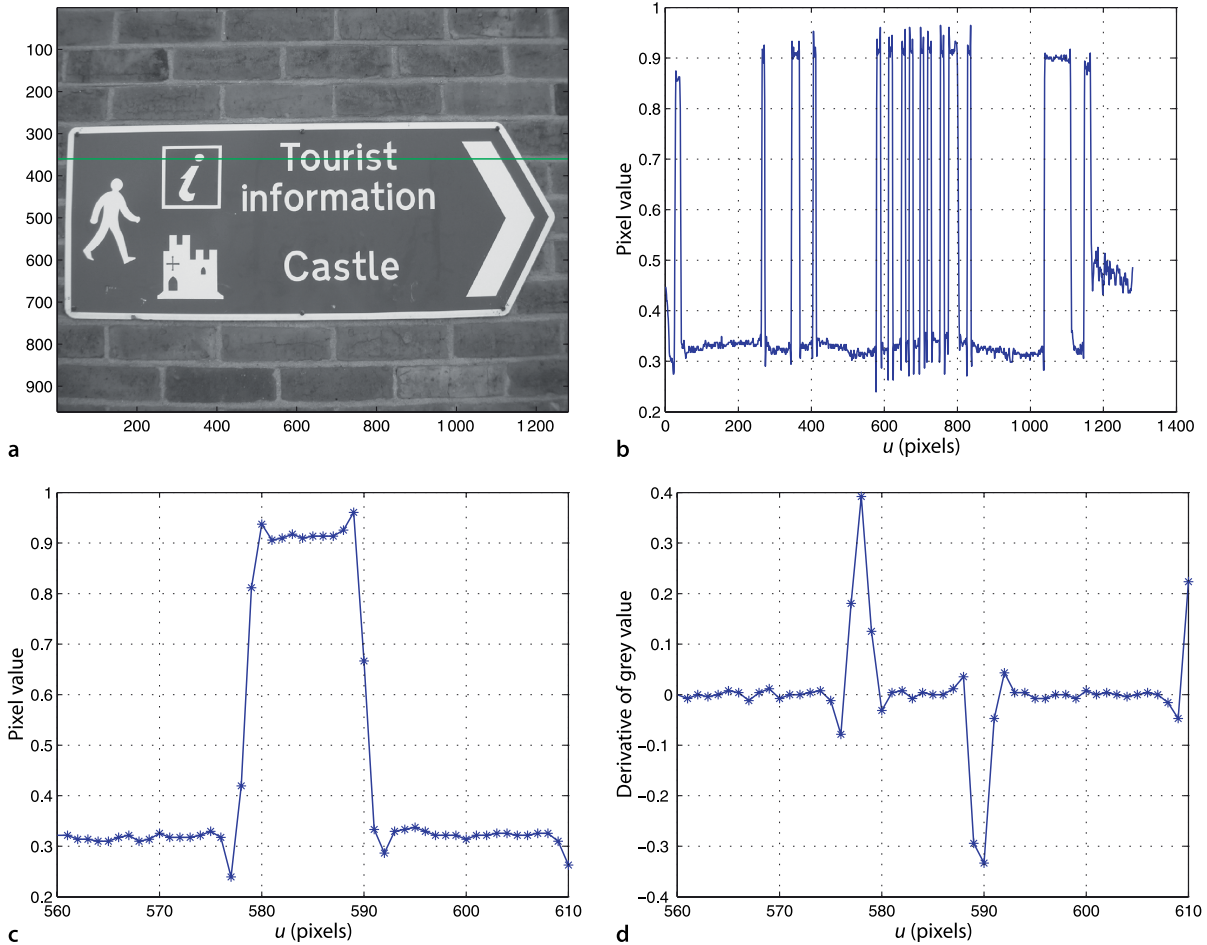 100
200
300
400
500
600
700
800
900
200 400 600 800 1 000 1 200
Tourist
information
Castle
i
a
1
0.9
0.8
0.7
0.6
0.5
0.4
0.3
0.2
Pixel value
0 200 400 600 800 1 000 1 200 1 400
u (pixels)
b
1
0.9
0.8
0.7
0.6
0.5
0.4
0.3
0.2
Pixel value
560 570 580 590 600 610
u (pixels)
c
0.4
0.3
0.2
0.1
0
−0.1
−0.2
−0.3
−0.4
Derivative of grey value
560 570 580 590 600 610
u (pixels)
d